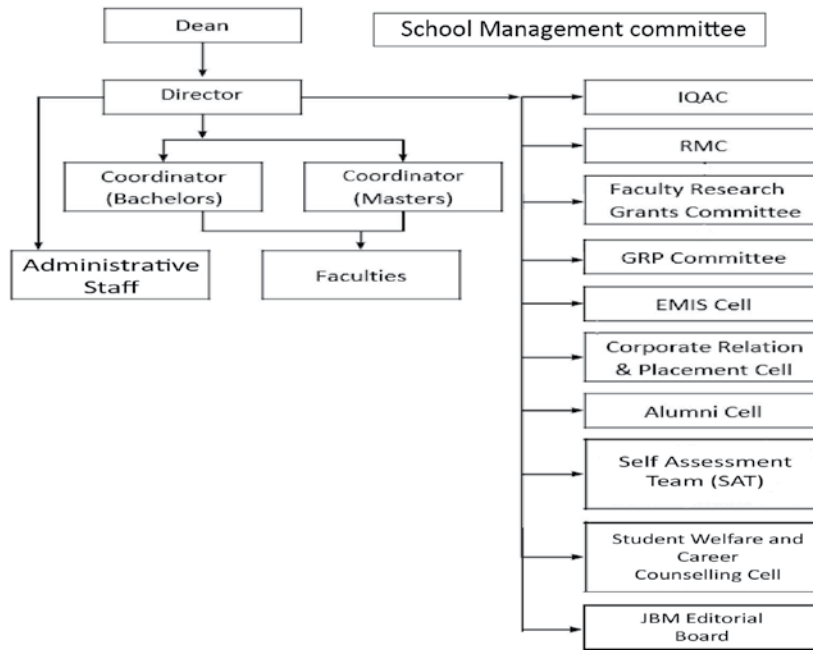 Dean
School Management committee
Director
IQAC
RMC
Coordinator
(Bachelors)
Coordinator
(Masters)
Faculty Research
Grants Committee
Administrative
Staff
Faculties
GRP Committee
EMIS Cell
Corporate Relation
& Placement Cell
Alumni Cell
Self Assessment
Team (SAT)
Student Welfare and
Career
Counselling Cell
JBM Editorial
Board